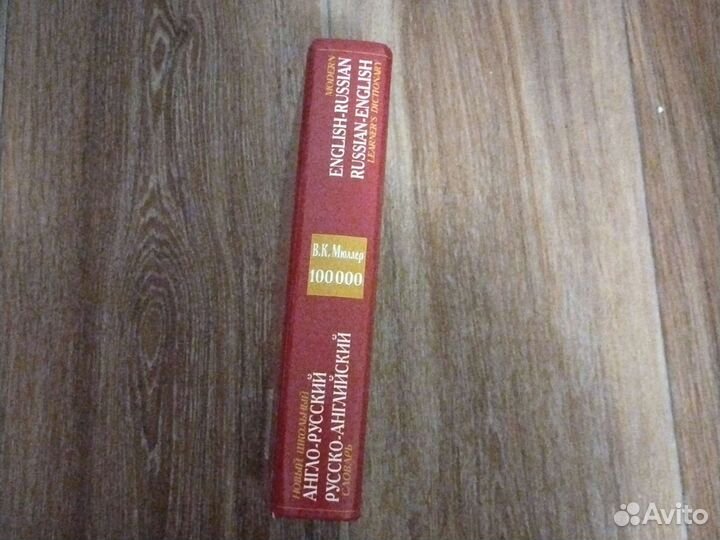 MODERN
ENGLISH-RUSSIAN
RUSSIAN-ENGLISH
LEARNER'S DICTIONARY
В.К. Мюллер
100 000
НОВЫЙ ШКОЛЬНЫЙ
АНГЛО-РУССКИЙ
РУССКО-АНГЛИЙСКИЙ
СЛОВАРЬ
Avito